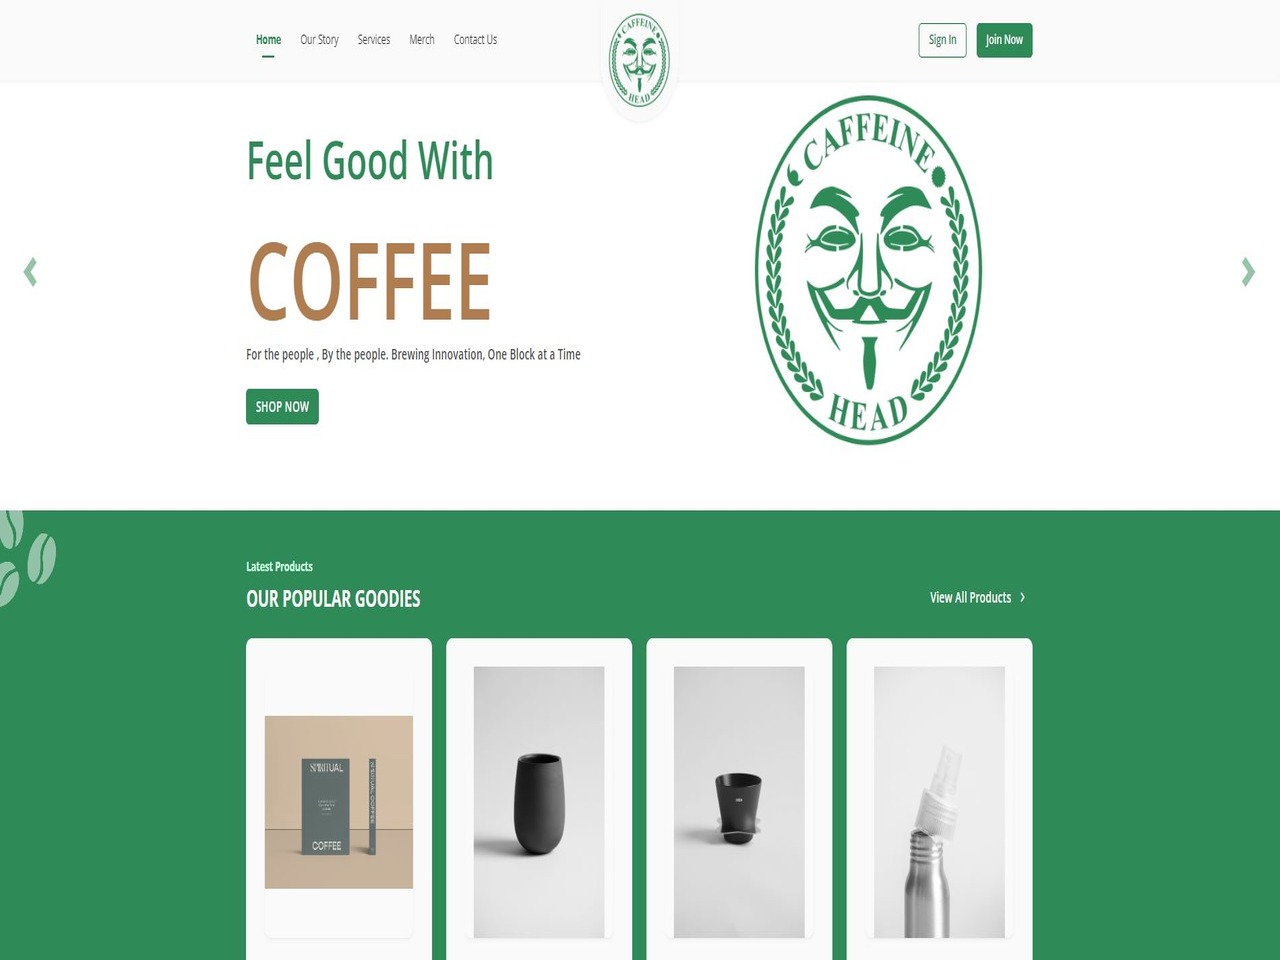 Home Our Story Services Merch Contact Us
CAFFEINE
HEAD
Sign In Join Now
Feel Good With
COFFEE
For the people , By the people. Brewing Innovation, One Block at a Time
SHOP NOW
CAFFEINE
HEAD
Latest Products
OUR POPULAR GOODIES
View All Products
SPIRITUAL
COFFEE
SPIRITUAL COFFEE